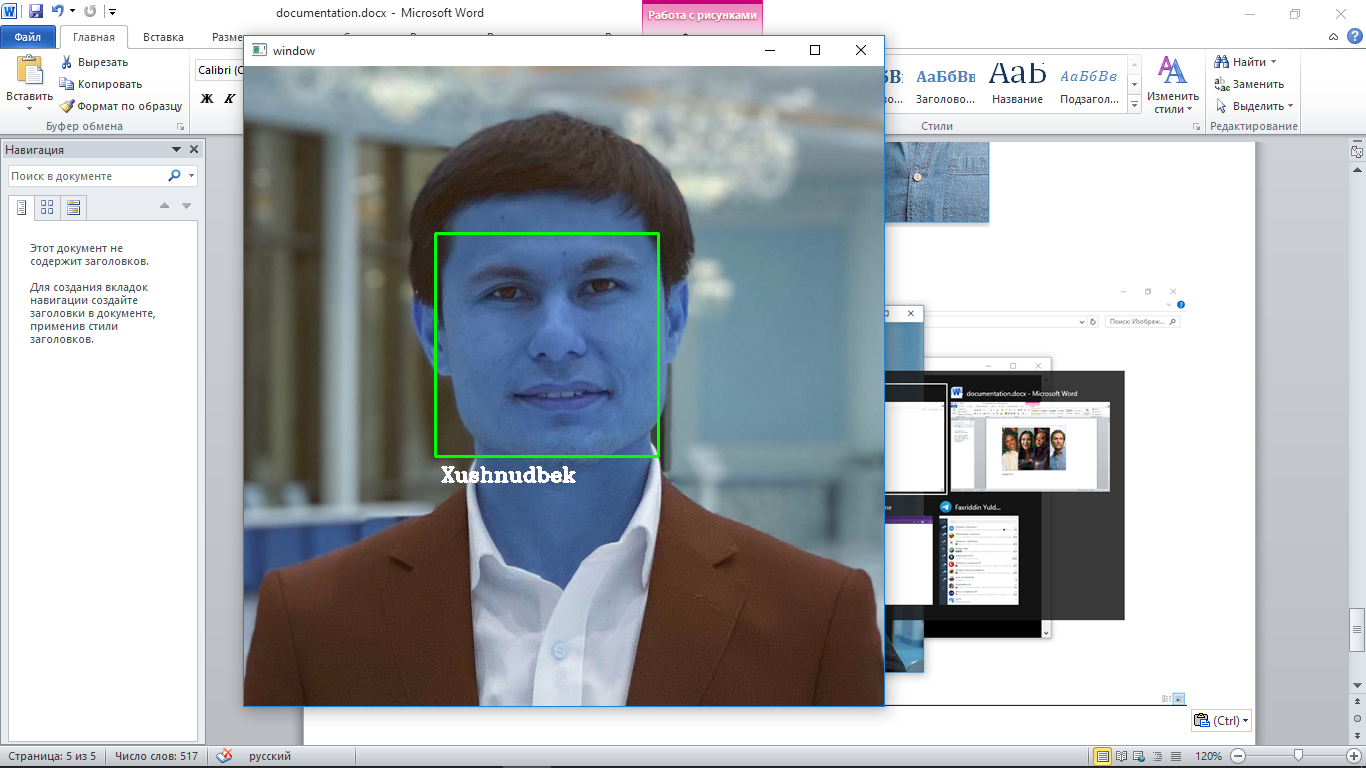 documentation.docx - Microsoft Word
Работа с рисунками
Файл
Главная
Вставка
Разме
Вставить
Вырезать
Копировать
Формат по образцу
Буфер обмена
Calibri (О
Ж К
АаБбВв
АаБ
АаБбВв.
Заголово...
Название
Подзагол...
Изменить
стили
Стили
Найти
Заменить
Выделить
Редактирование
window
Xushnudbek
Навигация
Поиск в документе
Этот документ не
содержит заголовков.
Для создания вкладок
навигации создайте
заголовки в документе,
применив стили
заголовков.
Поиск: Изображ...
documentation.docx - Microsoft Word
Faxriddin Yuld...
(Ctrl)
Страница: 5 из 5
Число слов: 517
русский
120%